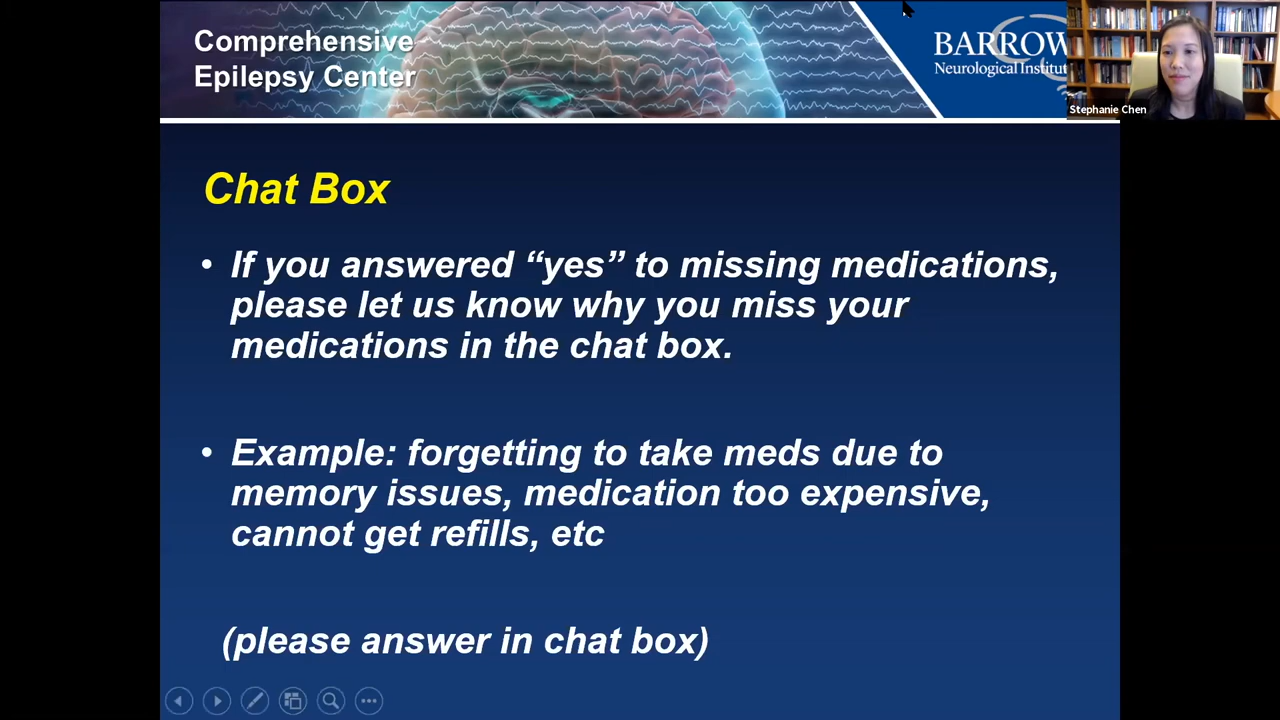 Comprehensive
Epilepsy Center
BARROW
Neurological Institut
Stephanie Chen
Chat Box
• If you answered “yes” to missing medications,
please let us know why you miss your
medications in the chat box.
• Example: forgetting to take meds due to
memory issues, medication too expensive,
cannot get refills, etc
(please answer in chat box)